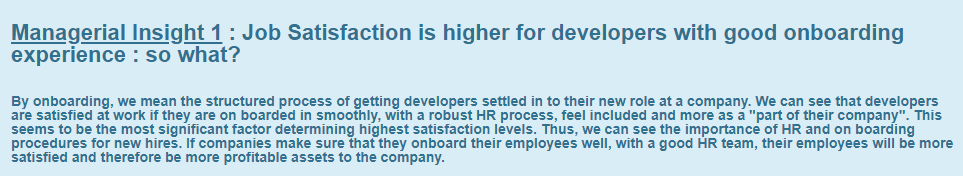 Managerial Insight 1 : Job Satisfaction is higher for developers with good onboarding
experience : so what?
By onboarding, we mean the structured process of getting developers settled in to their new role at a company. We can see that developers
are satisfied at work if they are on boarded in smoothly, with a robust HR process, feel included and more as a "part of their company". This
seems to be the most significant factor determining highest satisfaction levels. Thus, we can see the importance of HR and on boarding
procedures for new hires. If companies make sure that they onboard their employees well, with a good HR team, their employees will be more
satisfied and therefore be more profitable assets to the company.